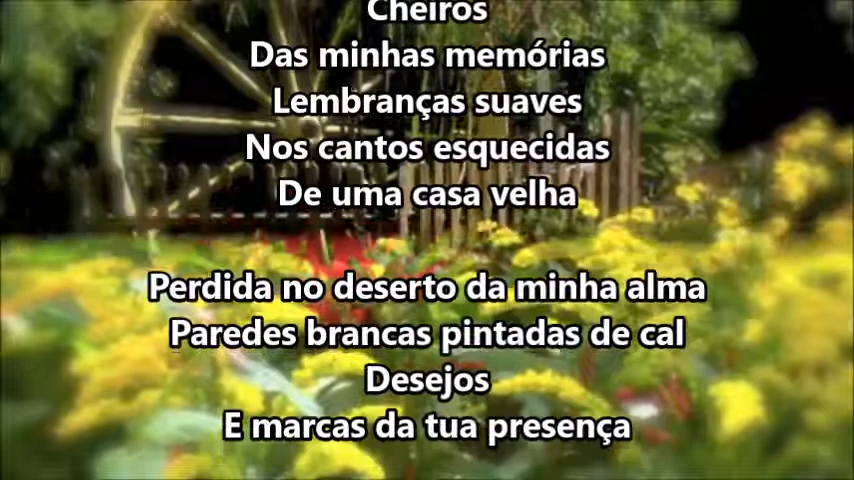 Cheiros
Das minhas memórias
Lembranças suaves
Nos cantos esquecidas
De uma casa velha
Perdida no deserto da minha alma
Paredes brancas pintadas de cal
Desejos
E marcas da tua presença